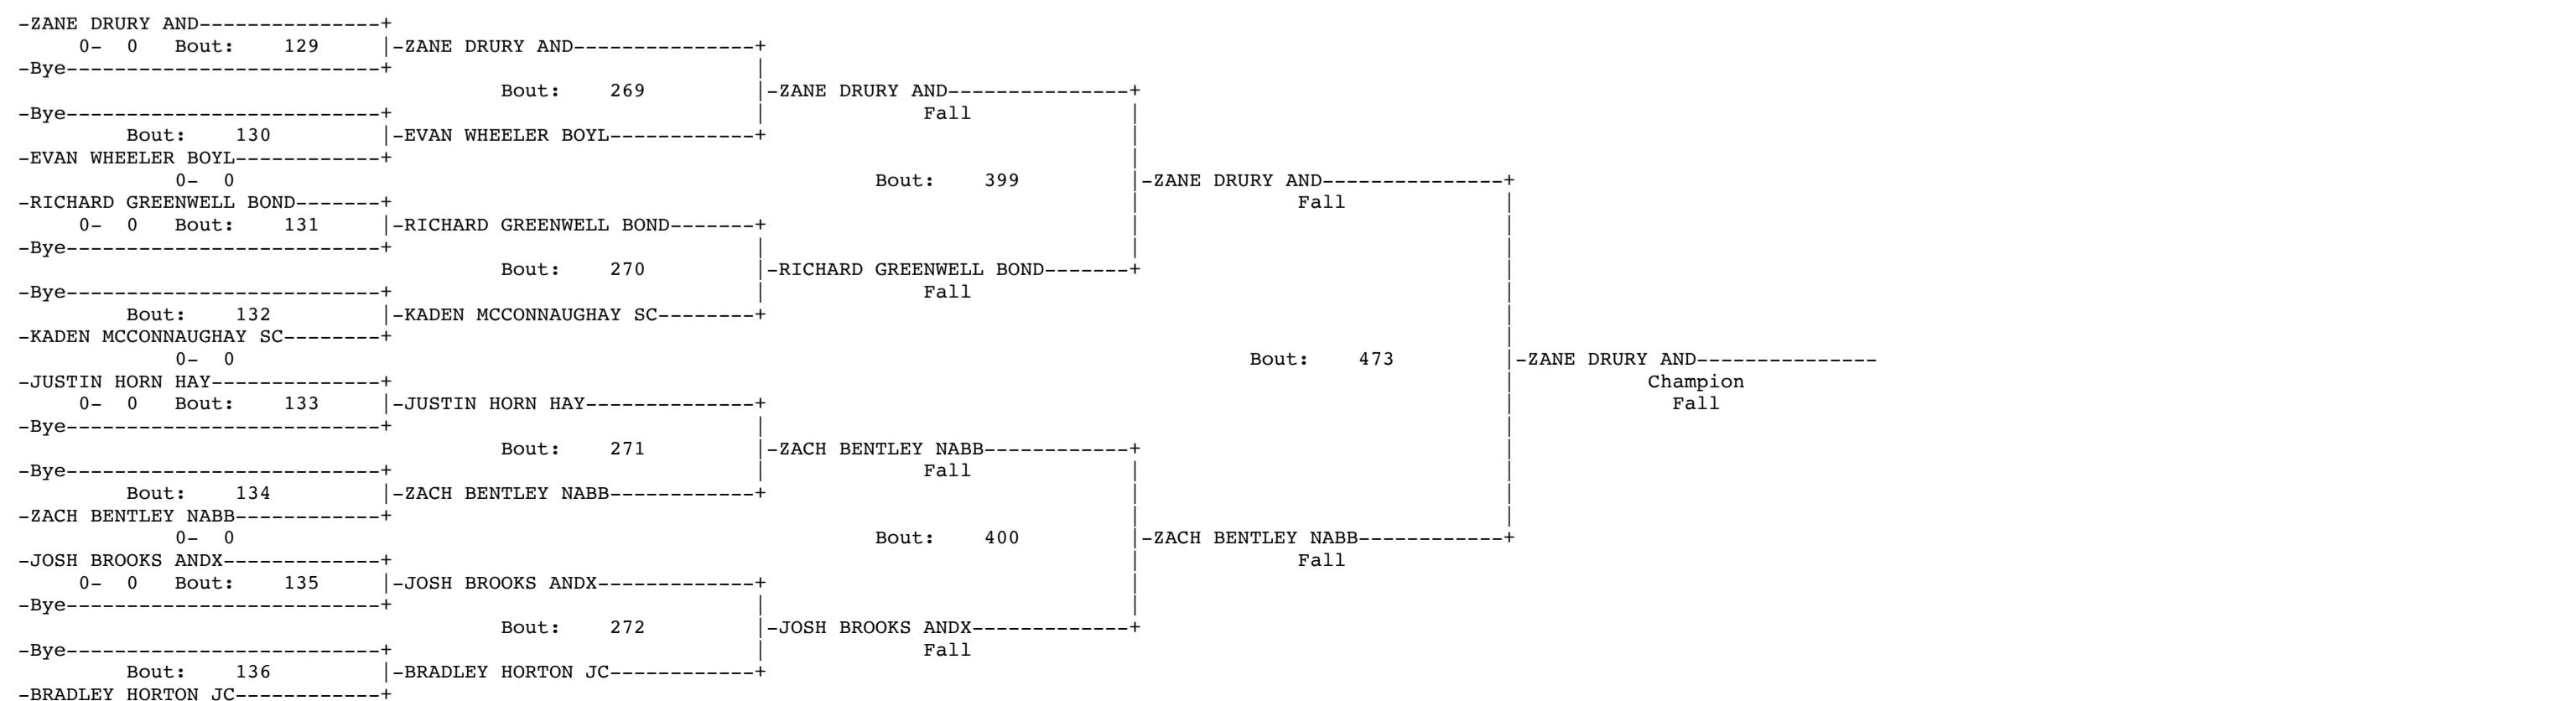 -ZANE DRURY AND---------------+
0-  0   Bout:    129     |-ZANE DRURY AND---------------+
-Bye--------------------------+                              |
Bout:    269         |-ZANE DRURY AND---------------+
-Bye--------------------------+                              |             Fall             |
Bout:    130         |-EVAN WHEELER BOYL------------+                              |
-EVAN WHEELER BOYL------------+                                                             |
0-  0                                                     Bout:    399         |-ZANE DRURY AND---------------+
-RICHARD GREENWELL BOND-------+                                                             |             Fall             |
0-  0   Bout:    131     |-RICHARD GREENWELL BOND-------+                              |                              |
-Bye--------------------------+                              |                              |                              |
Bout:    270         |-RICHARD GREENWELL BOND-------+                              |
-Bye--------------------------+                              |             Fall                                            |
Bout:    132         |-KADEN MCCONNAUGHAY SC--------+                                                             |
-KADEN MCCONNAUGHAY SC--------+                                                                                            |
0-  0                                                                                    Bout:    473         |-ZANE DRURY AND---------------
-JUSTIN HORN HAY--------------+                                                                                            |           Champion
0-  0   Bout:    133     |-JUSTIN HORN HAY--------------+                                                             |             Fall
-Bye--------------------------+                              |                                                             |
Bout:    271         |-ZACH BENTLEY NABB------------+                              |
-Bye--------------------------+                              |             Fall             |                              |
Bout:    134         |-ZACH BENTLEY NABB------------+                              |                              |
-ZACH BENTLEY NABB------------+                                                             |                              |
0-  0                                                     Bout:    400         |-ZACH BENTLEY NABB------------+
-JOSH BROOKS ANDX-------------+                                                             |             Fall
0-  0   Bout:    135     |-JOSH BROOKS ANDX-------------+                              |
-Bye--------------------------+                              |                              |
Bout:    272         |-JOSH BROOKS ANDX-------------+
-Bye--------------------------+                              |             Fall
Bout:    136         |-BRADLEY HORTON JC------------+
-BRADLEY HORTON JC------------+